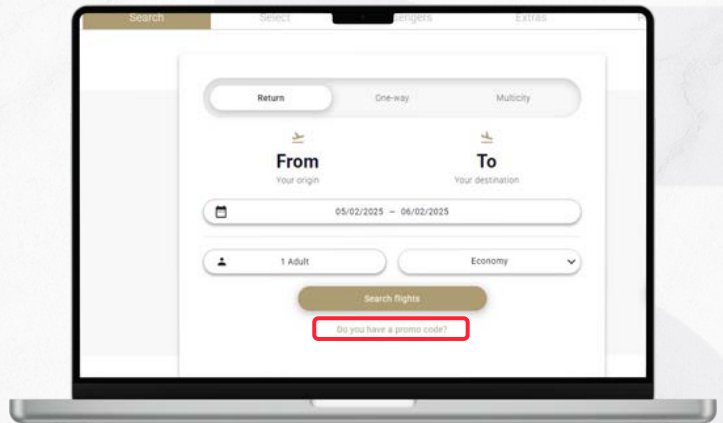 Search Select Extras
Return One-way Multicity
From To
Your origin Your destination
05/02/2025 – 06/02/2025
1 Adult Economy
Search flights
Do you have a promo code?